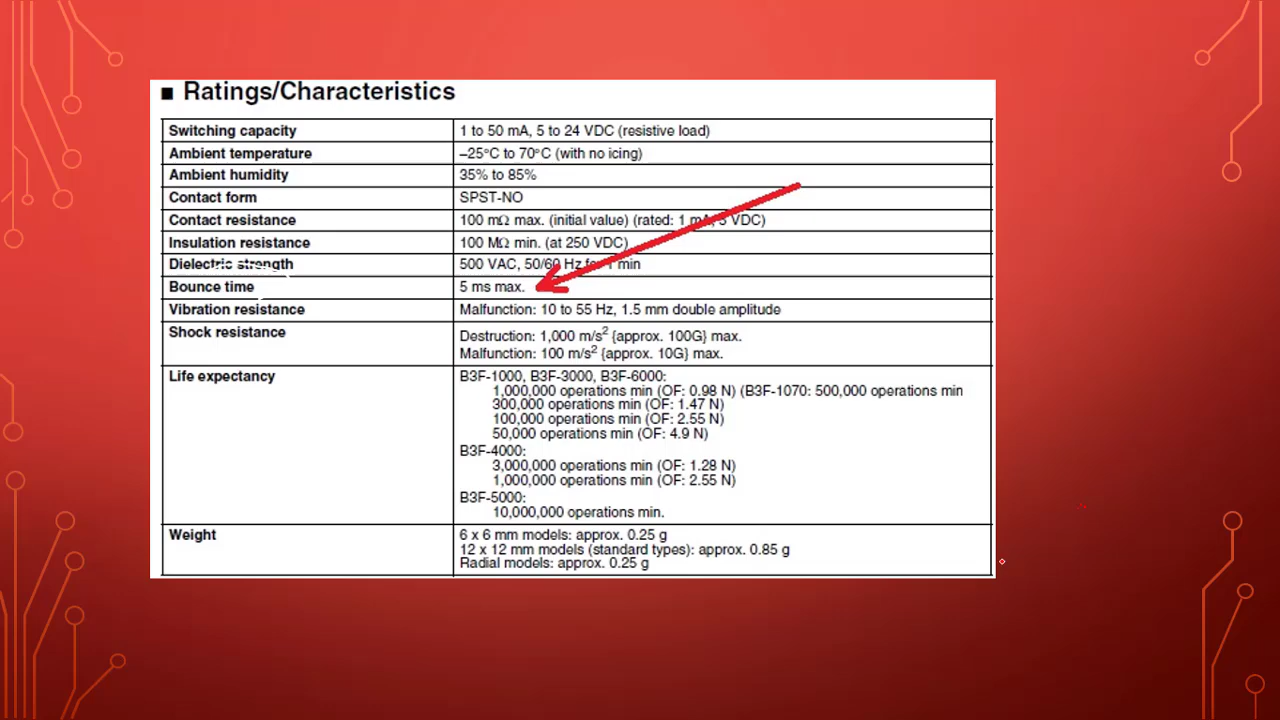 ■ Ratings/Characteristics
Switching capacity 1 to 50 mA, 5 to 24 VDC (resistive load)
Ambient temperature –25°C to 70°C (with no icing)
Ambient humidity 35% to 85%
Contact form SPST-NO
Contact resistance 100 mΩ max. (initial value) (rated: 1 mA, 5 VDC)
Insulation resistance 100 MΩ min. (at 250 VDC)
Dielectric strength 500 VAC, 50/60 Hz for 1 min
Bounce time 5 ms max.
Vibration resistance Malfunction: 10 to 55 Hz, 1.5 mm double amplitude
Shock resistance Destruction: 1,000 m/s² {approx. 100G} max.
Malfunction: 100 m/s² {approx. 10G} max.
Life expectancy B3F-1000, B3F-3000, B3F-6000:
1,000,000 operations min (OF: 0.98 N) (B3F-1070: 500,000 operations min
300,000 operations min (OF: 1.47 N)
100,000 operations min (OF: 2.55 N)
50,000 operations min (OF: 4.9 N)
B3F-4000:
3,000,000 operations min (OF: 1.28 N)
1,000,000 operations min (OF: 2.55 N)
B3F-5000:
10,000,000 operations min.
Weight 6 x 6 mm models: approx. 0.25 g
12 x 12 mm models (standard types): approx. 0.85 g
Radial models: approx. 0.25 g